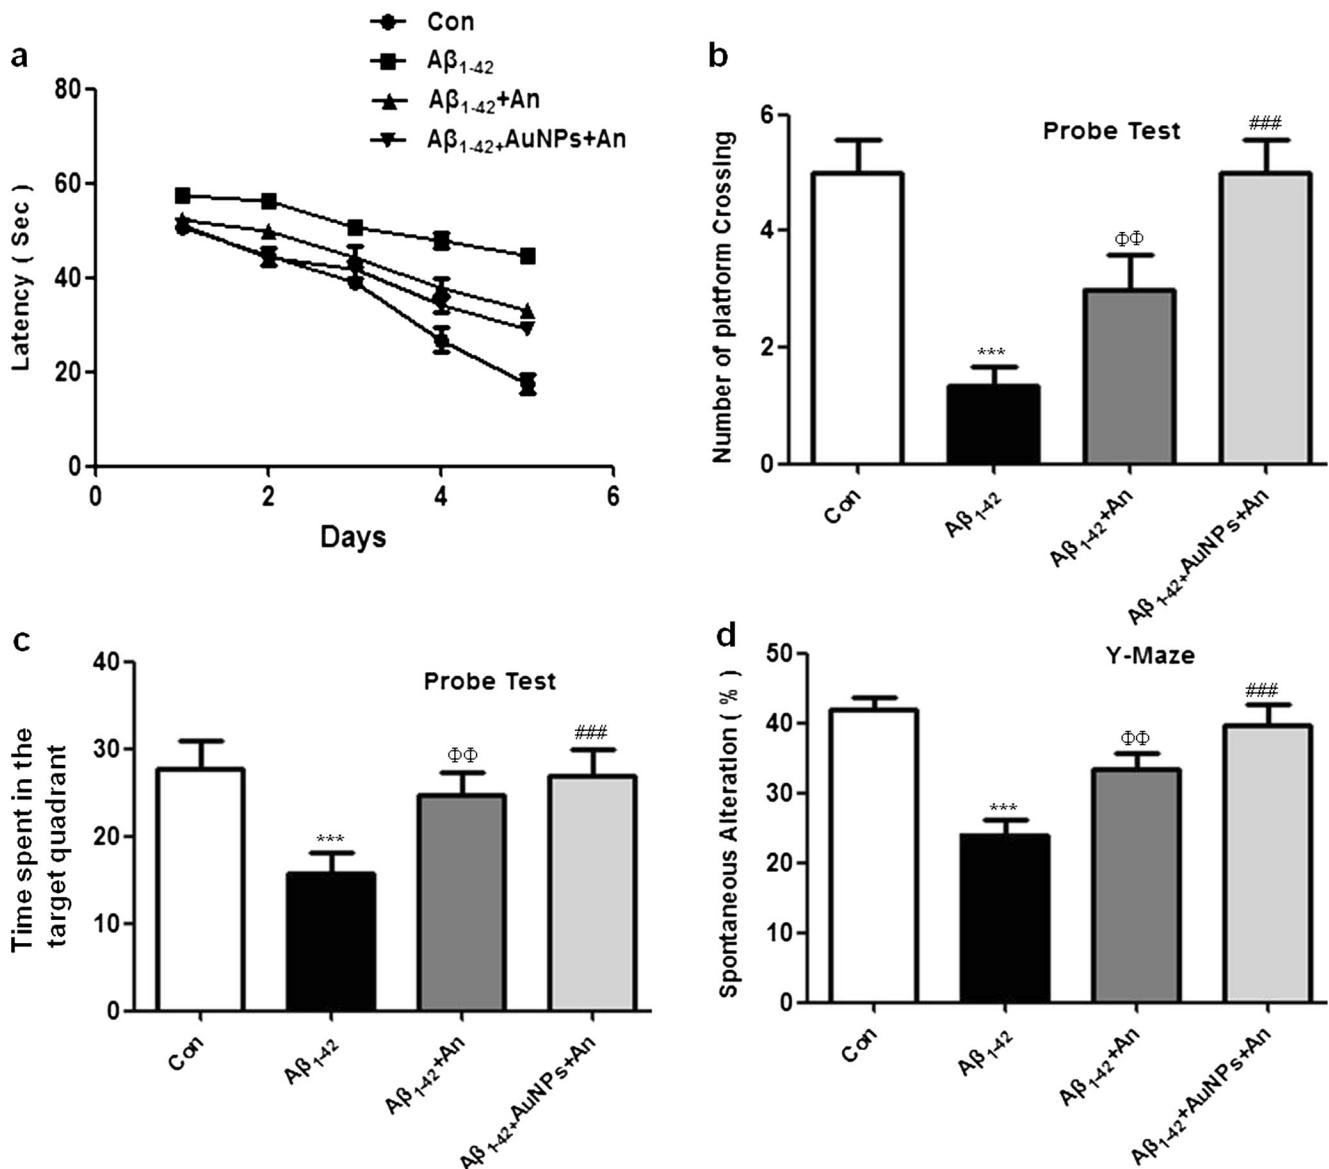 a
Con
Aβ1-42
Aβ1-42+An
Aβ1-42+AuNPs+An
80
60
40
20
0
Latency ( Sec )
0
2
4
6
Days
b
Probe Test
6
4
2
0
Number of platform Crossing
***
ΦΦ
###
Con
Aβ1-42
Aβ1-42+An
Aβ1-42+AuNPs+An
c
Probe Test
40
30
20
10
0
Time spent in the
target quadrant
***
ΦΦ
###
Con
Aβ1-42
Aβ1-42+An
Aβ1-42+AuNPs+An
d
Y-Maze
50
40
30
20
10
0
Spontaneous Alteration ( % )
***
ΦΦ
###
Con
Aβ1-42
Aβ1-42+An
Aβ1-42+AuNPs+An